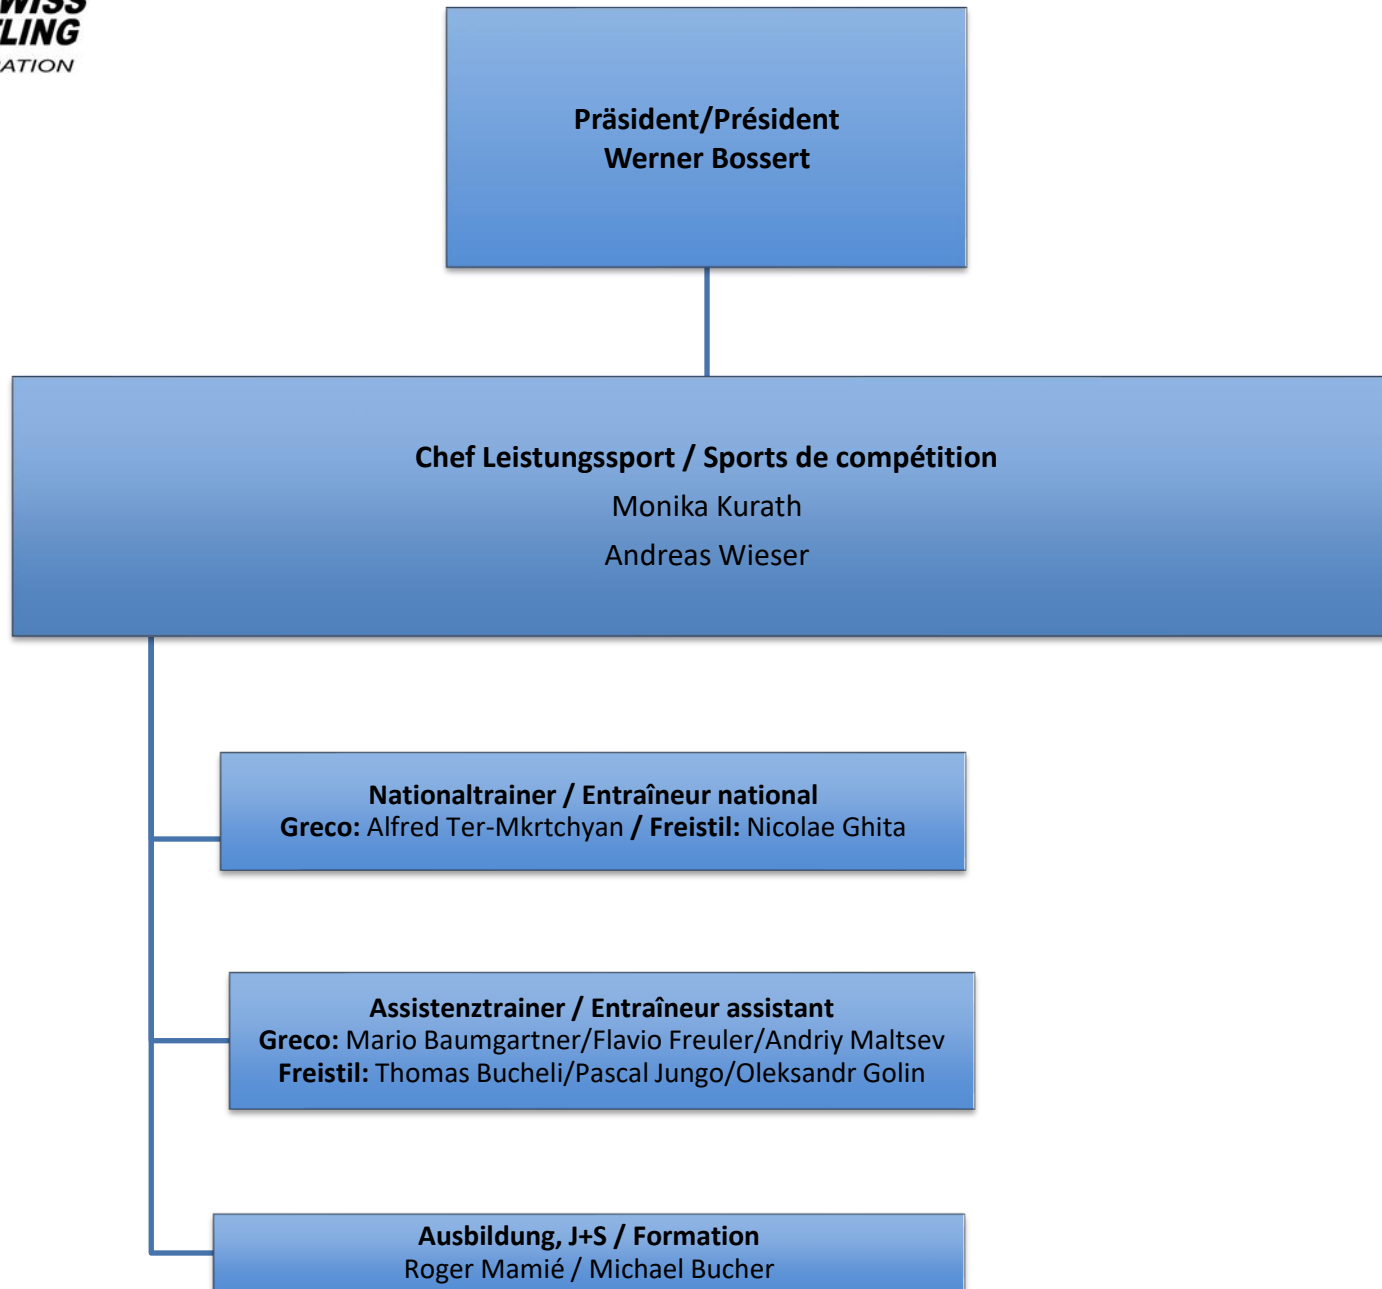 WISS
LING
ATION
Präsident/Président
Werner Bossert
Chef Leistungssport / Sports de compétition
Monika Kurath
Andreas Wieser
Nationaltrainer / Entraîneur national
Greco: Alfred Ter-Mkrtchyan / Freistil: Nicolae Ghita
Assistenztrainer / Entraîneur assistant
Greco: Mario Baumgartner/Flavio Freuler/Andriy Maltsev
Freistil: Thomas Bucheli/Pascal Jungo/Oleksandr Golin
Ausbildung, J+S / Formation
Roger Mamié / Michael Bucher